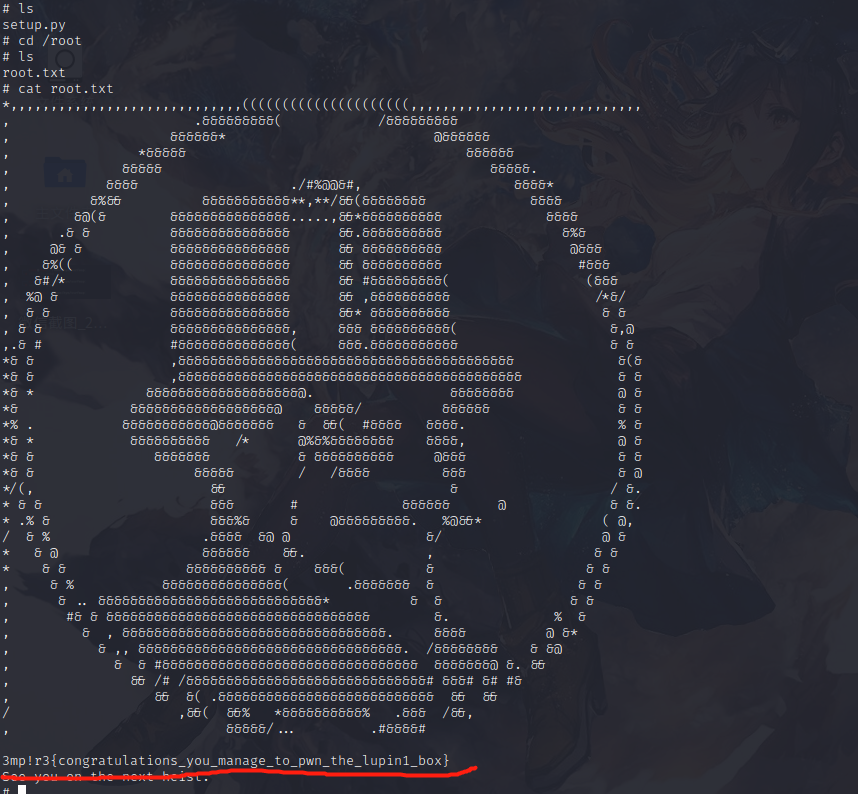 # ls
setup.py
# cd /root
# ls
root.txt
# cat root.txt
3mp!r3{congratulations_you_manage_to_pwn_the_lupin1_box}
See you on the next heist.
#